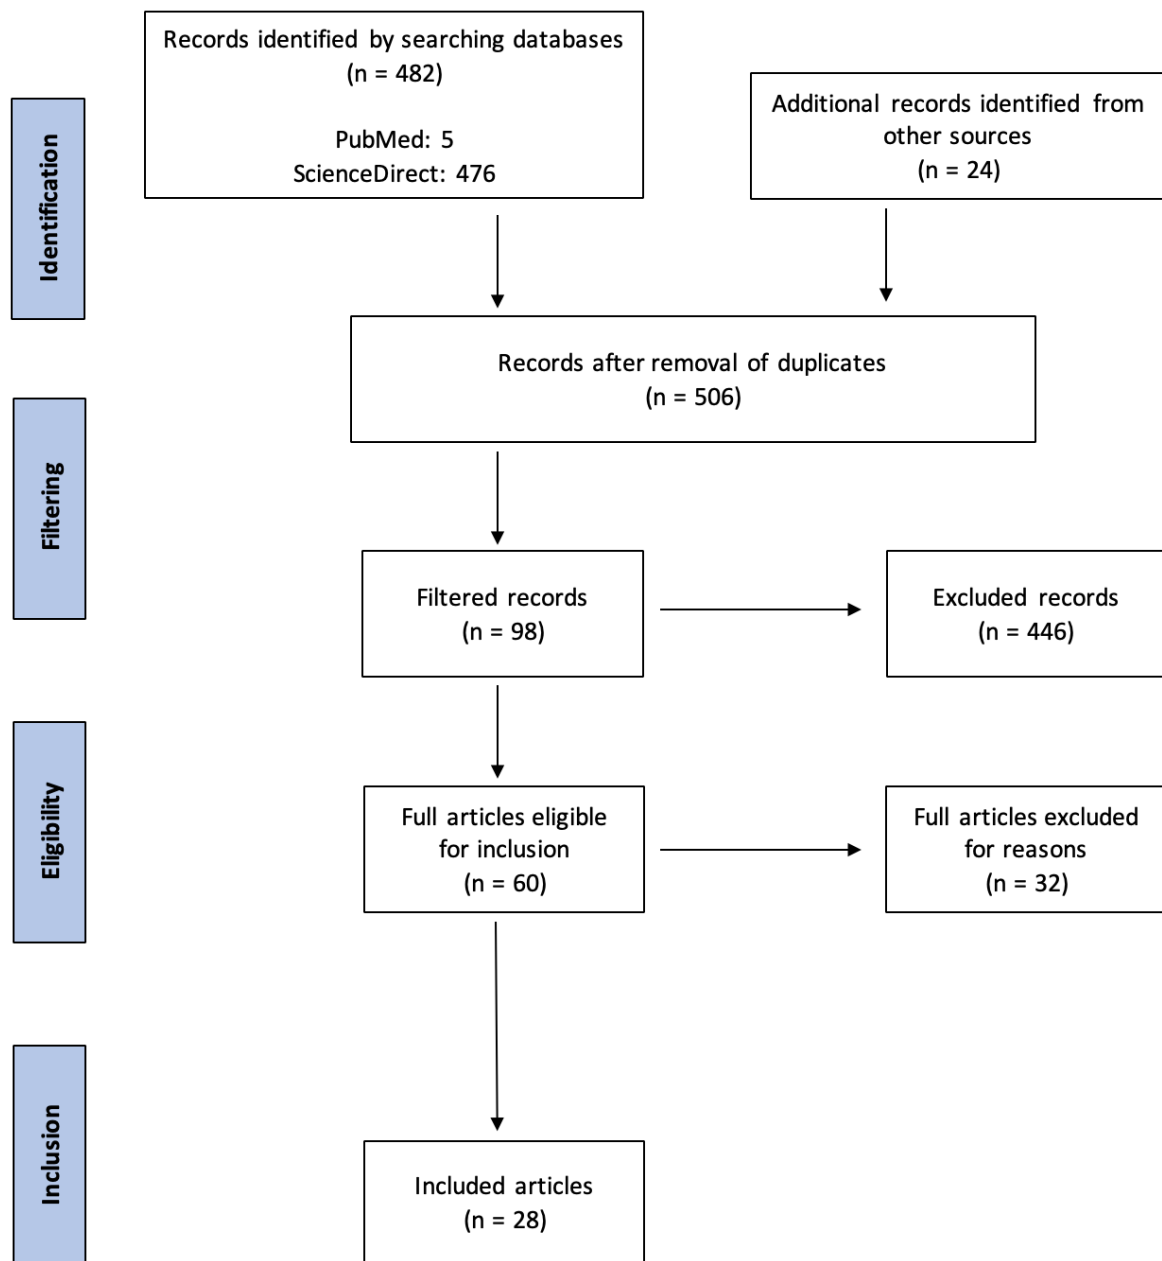 Records identified by searching databases
(n = 482)
PubMed: 5
ScienceDirect: 476
Additional records identified from
other sources
(n = 24)
Identification
Records after removal of duplicates
(n = 506)
Filtering
Filtered records
(n = 98)
Excluded records
(n = 446)
Eligibility
Full articles eligible
for inclusion
(n = 60)
Full articles excluded
for reasons
(n = 32)
Inclusion
Included articles
(n = 28)